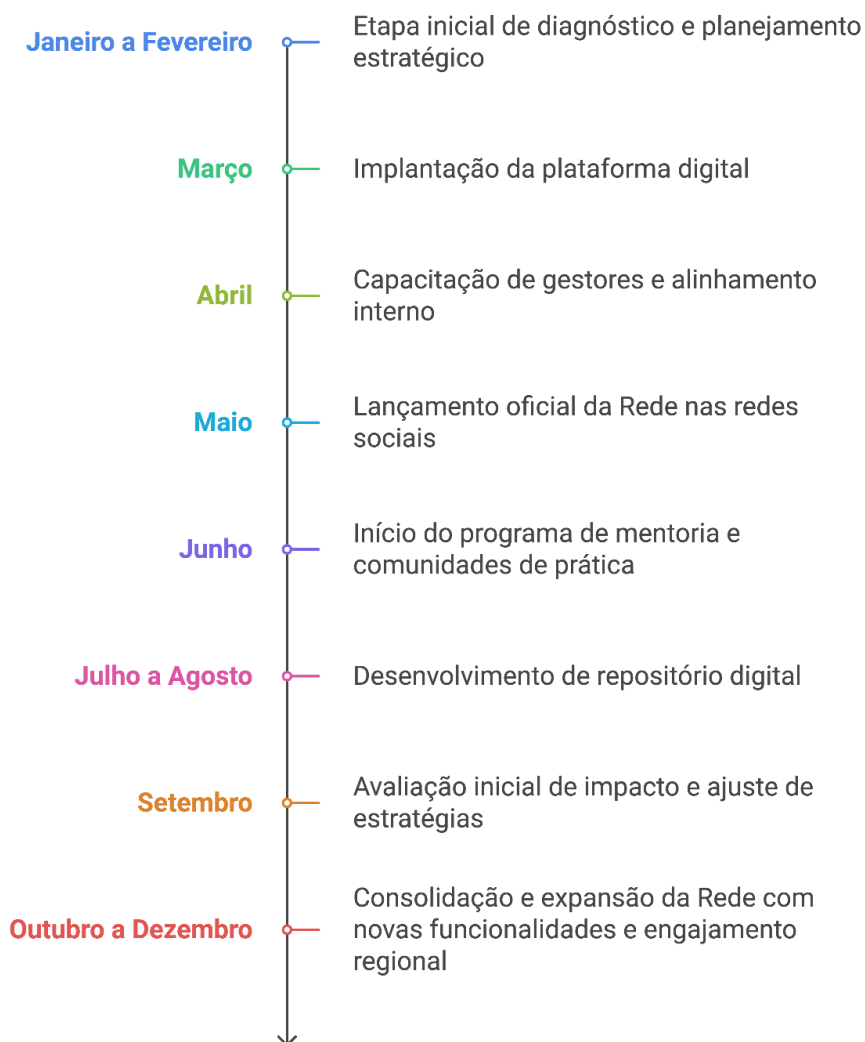 Janeiro a Fevereiro
Etapa inicial de diagnóstico e planejamento
estratégico
Março
Implantação da plataforma digital
Abril
Capacitação de gestores e alinhamento
interno
Maio
Lançamento oficial da Rede nas redes
sociais
Junho
Início do programa de mentoria e
comunidades de prática
Julho a Agosto
Desenvolvimento de repositório digital
Setembro
Avaliação inicial de impacto e ajuste de
estratégias
Outubro a Dezembro
Consolidação e expansão da Rede com
novas funcionalidades e engajamento
regional